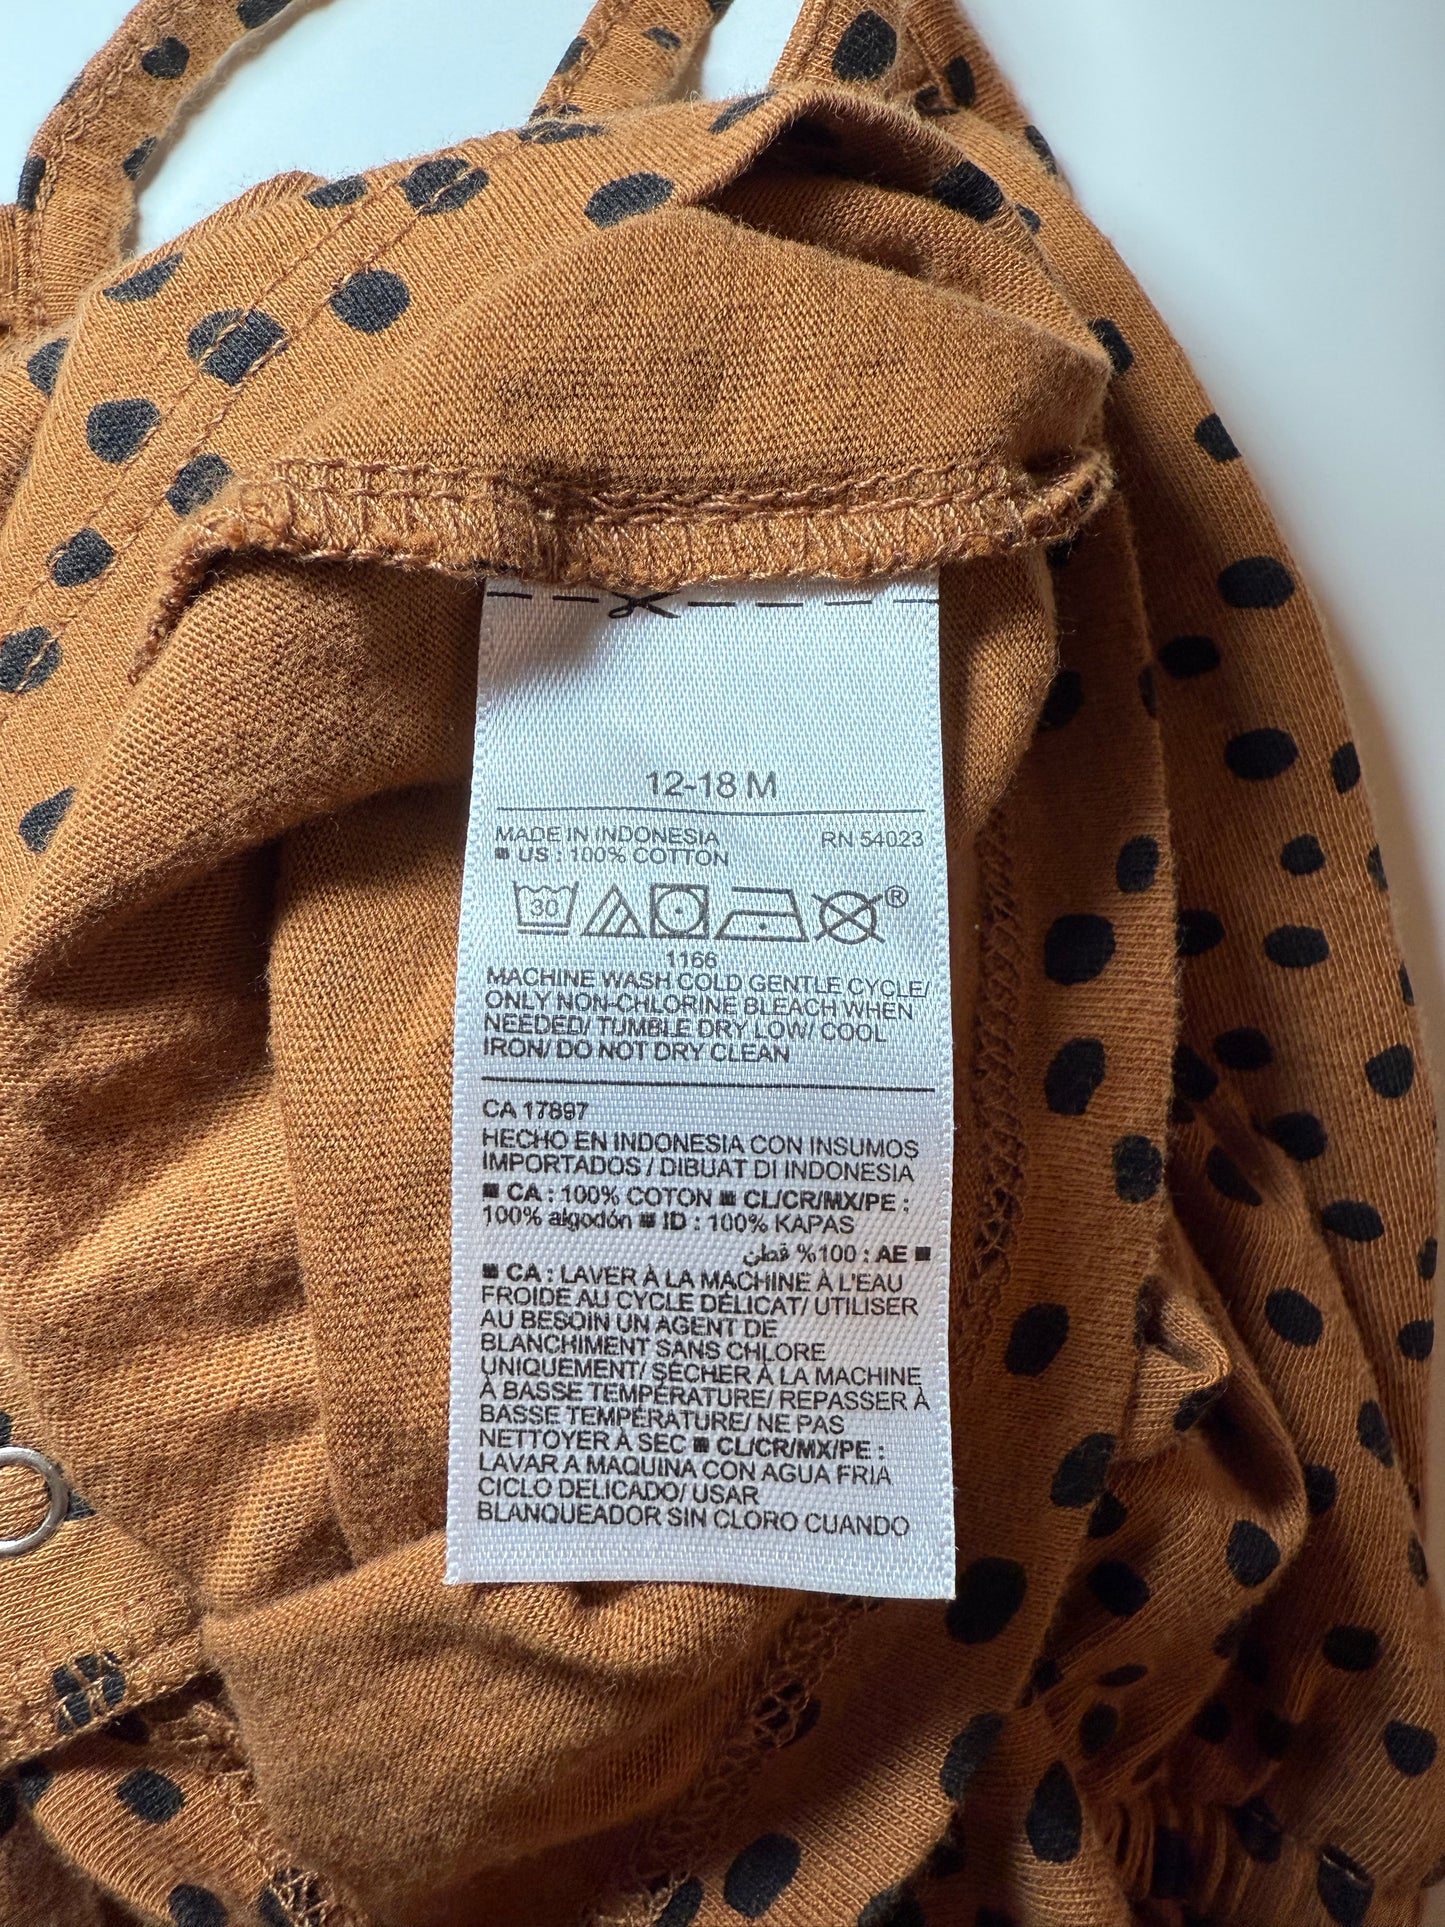 12-18 M
MADE IN INDONESIA RN 54023
■ US : 100% COTTON
30 ®
1166
MACHINE WASH COLD GENTLE CYCLE/
ONLY NON-CHLORINE BLEACH WHEN
NEEDED/ TUMBLE DRY LOW/ COOL
IRON/ DO NOT DRY CLEAN
CA 17897
HECHO EN INDONESIA CON INSUMOS
IMPORTADOS / DIBUAT DI INDONESIA
■ CA : 100% COTON ■ CL/CR/MX/PE :
100% algodón ■ ID : 100% KAPAS
■ AE : 100% قطن
■ CA : LAVER À LA MACHINE À L'EAU
FROIDE AU CYCLE DÉLICAT/ UTILISER
AU BESOIN UN AGENT DE
BLANCHIMENT SANS CHLORE
UNIQUEMENT/ SÉCHER À LA MACHINE
À BASSE TEMPÉRATURE/ REPASSER À
BASSE TEMPÉRATURE/ NE PAS
NETTOYER À SEC ■ CL/CR/MX/PE :
LAVAR A MAQUINA CON AGUA FRIA
CICLO DELICADO/ USAR
BLANQUEADOR SIN CLORO CUANDO